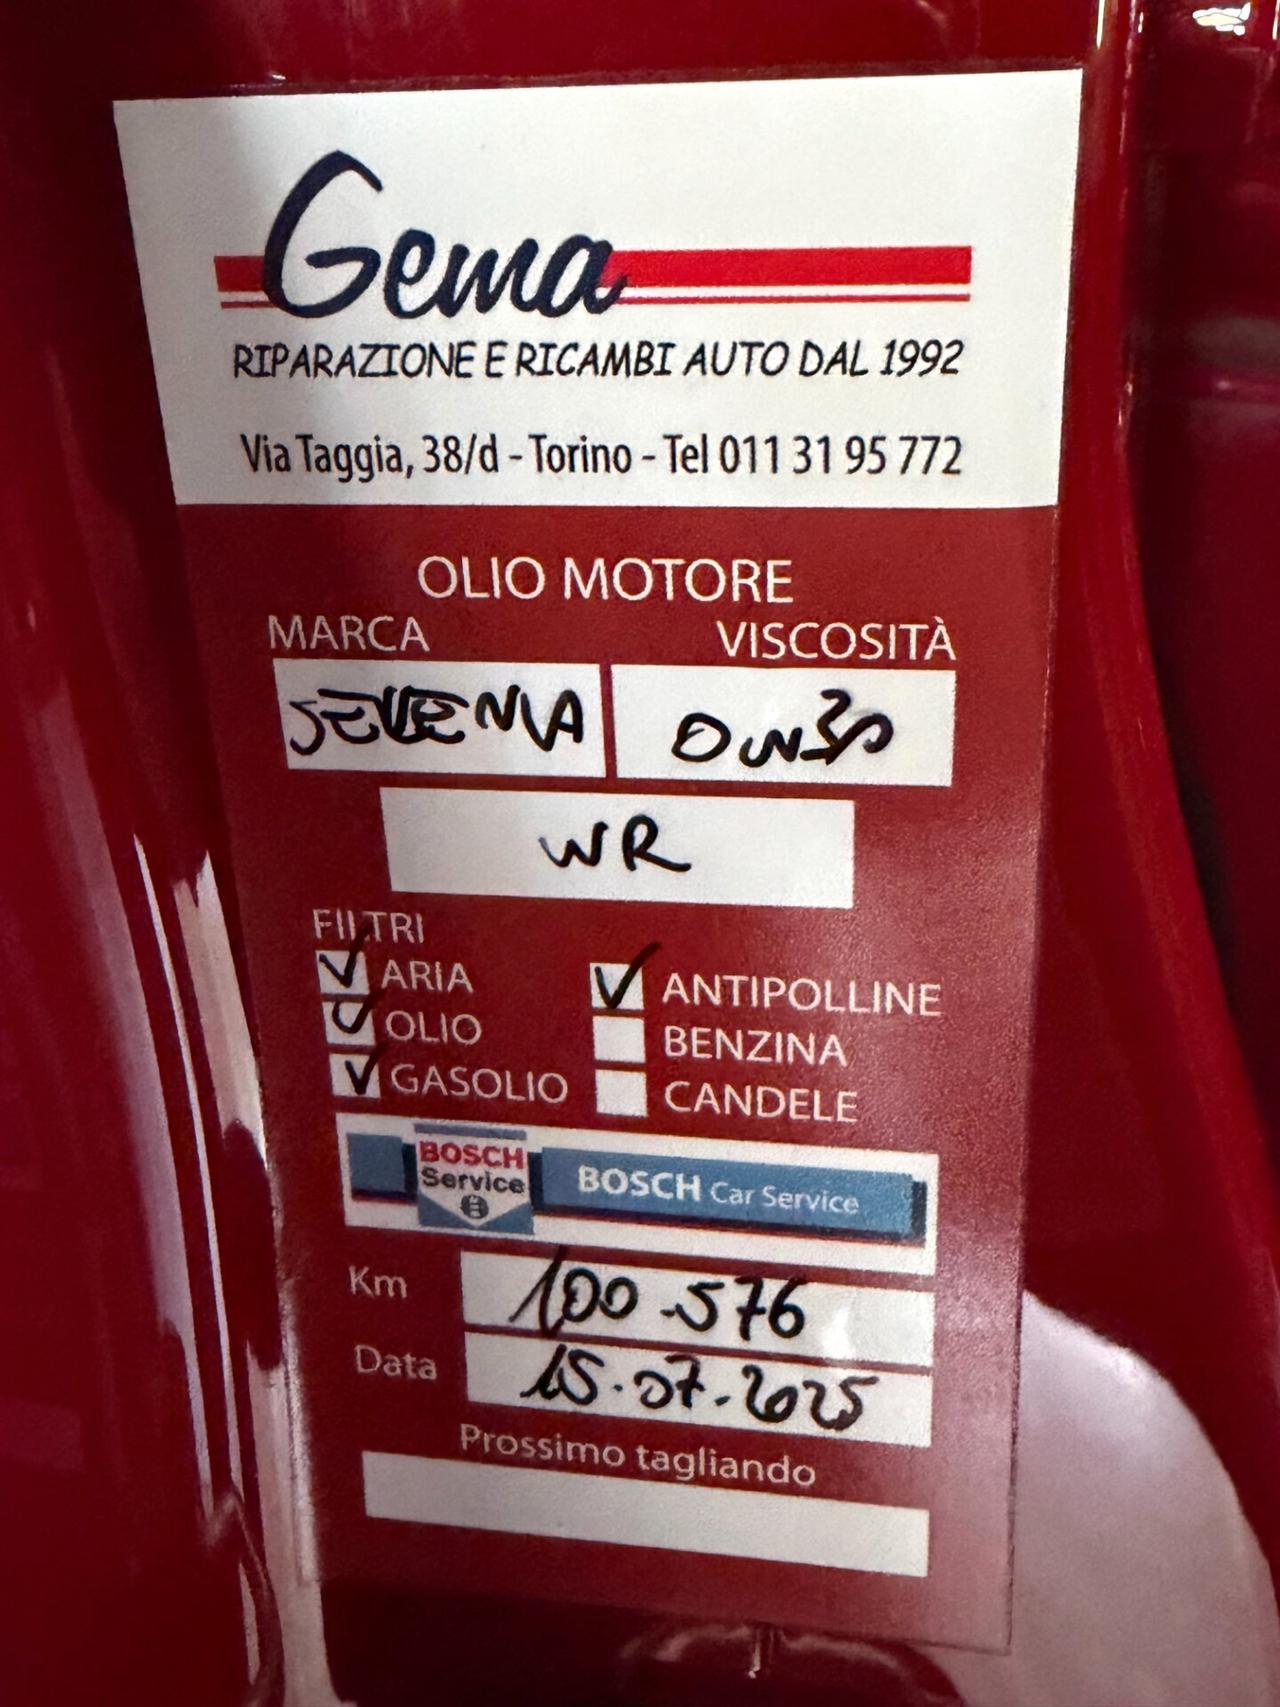 Gema
RIPARAZIONE E RICAMBI AUTO DAL 1992
Via Taggia, 38/d - Torino - Tel 011 31 95 772
OLIO MOTORE
MARCA VISCOSITÀ
SELENIA 0W30
WR
FILTRI
ARIA ANTIPOLLINE
OLIO BENZINA
GASOLIO CANDELE
BOSCH
Service
BOSCH Car Service
Km 100.576
Data 15.07.2025
Prossimo tagliando